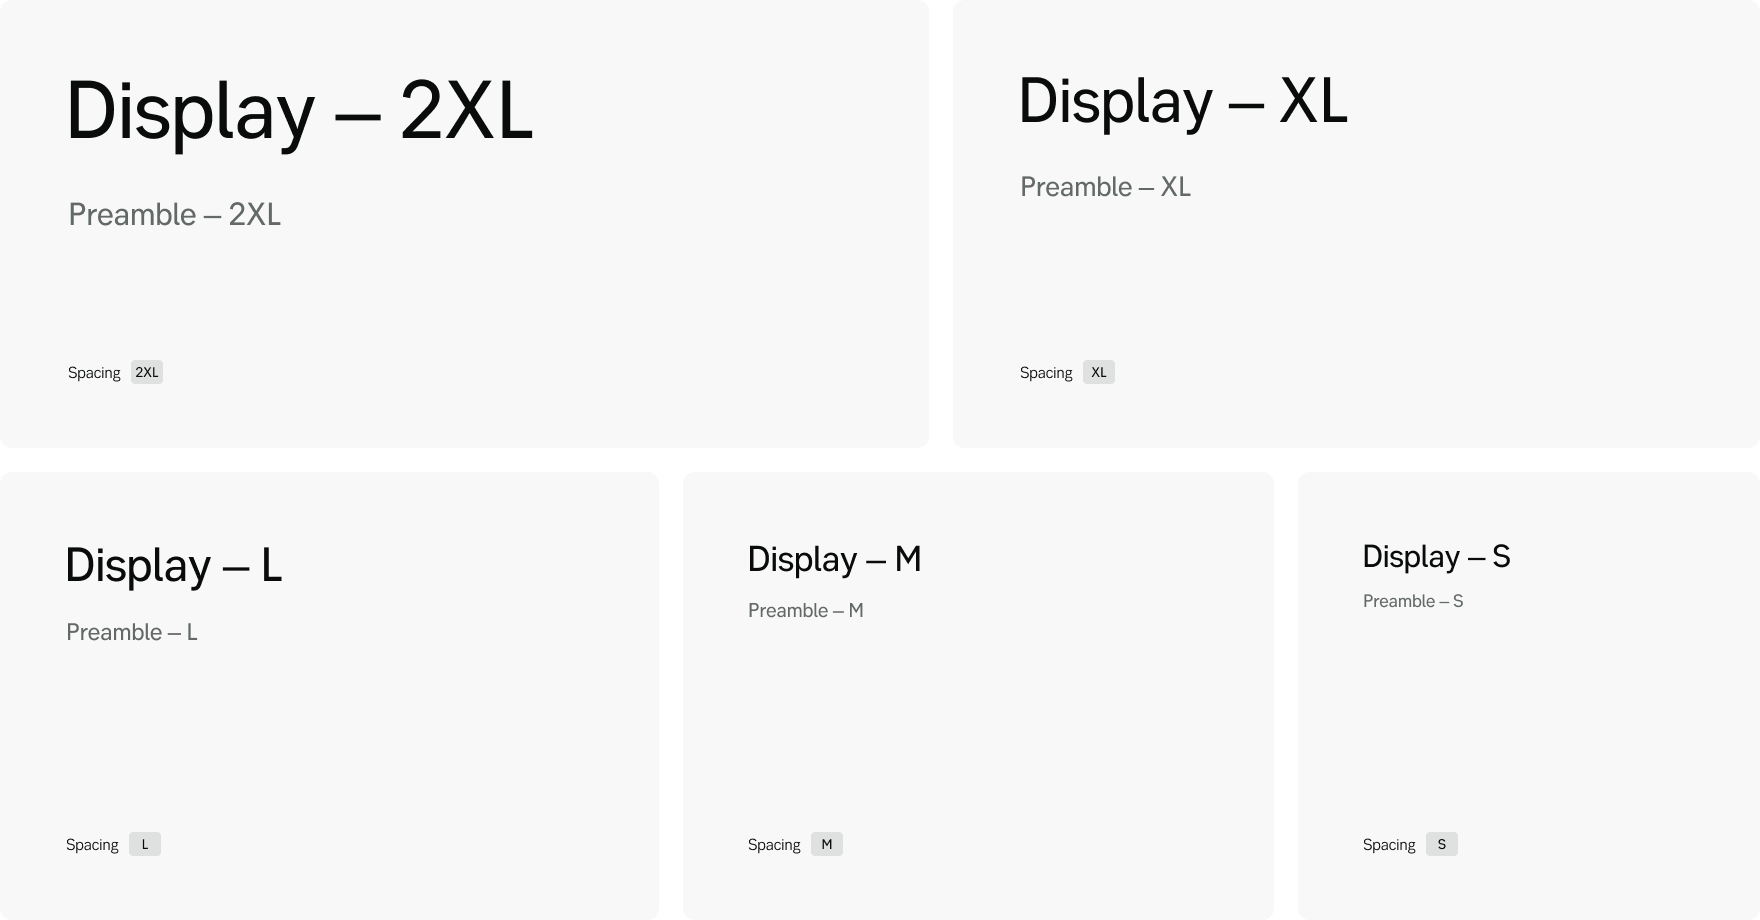 Display – 2XL
Preamble – 2XL
Spacing 2XL
Display – XL
Preamble – XL
Spacing XL
Display – L
Preamble – L
Spacing L
Display – M
Preamble – M
Spacing M
Display – S
Preamble – S
Spacing S